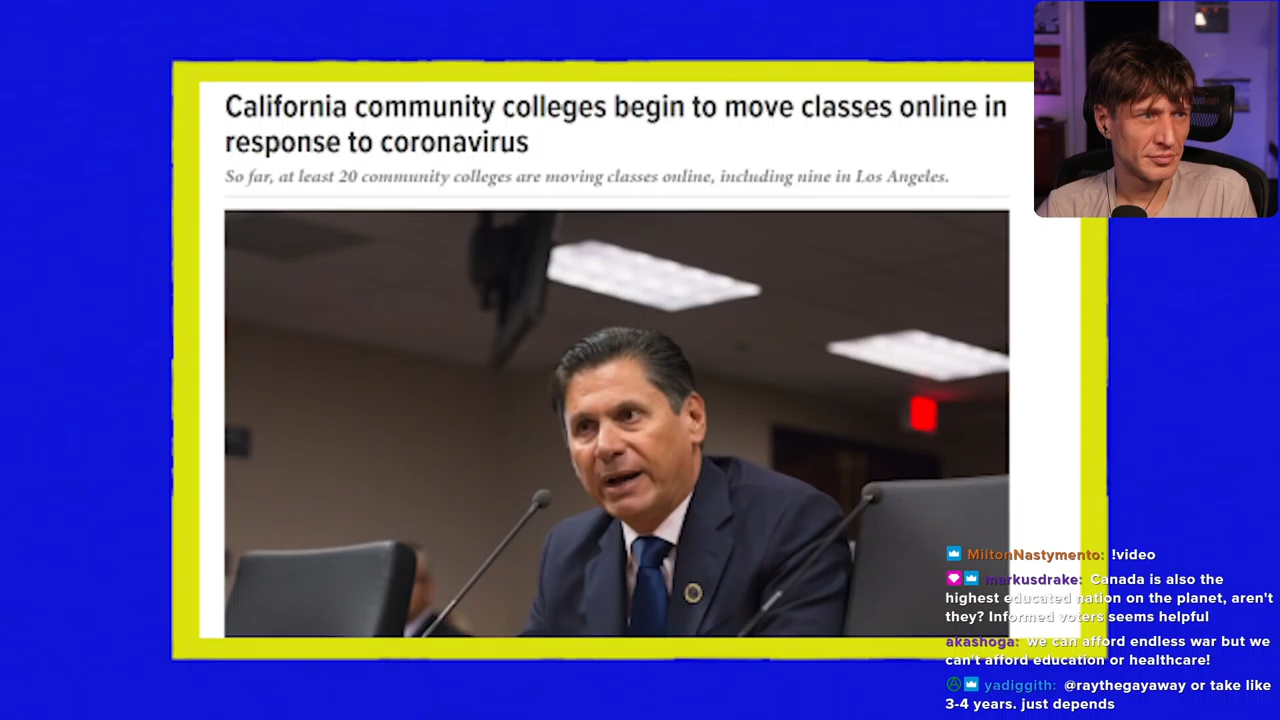 California community colleges begin to move classes online in
response to coronavirus
So far, at least 20 community colleges are moving classes online, including nine in Los Angeles.
MiltonNastymento: !video
markusdrake: Canada is also the
highest educated nation on the planet, aren't
they? Informed voters seems helpful
akashoga: we can afford endless war but we
can't afford education or healthcare!
yadiggith: @raythegayaway or take like
3-4 years. just depends